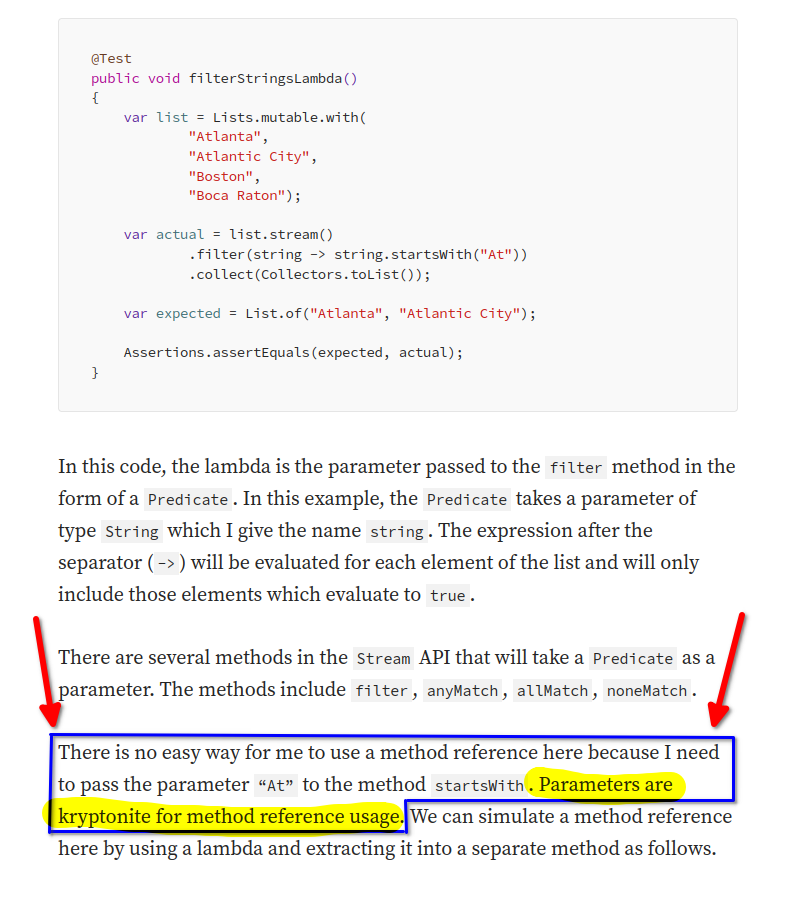 @Test
public void filterStringsLambda()
{
    var list = Lists.mutable.with(
            "Atlanta",
            "Atlantic City",
            "Boston",
            "Boca Raton");

    var actual = list.stream()
            .filter(string -> string.startsWith("At"))
            .collect(Collectors.toList());

    var expected = List.of("Atlanta", "Atlantic City");

    Assertions.assertEquals(expected, actual);
}

In this code, the lambda is the parameter passed to the filter method in the
form of a Predicate. In this example, the Predicate takes a parameter of
type String which I give the name string. The expression after the
separator (->) will be evaluated for each element of the list and will only
include those elements which evaluate to true.

There are several methods in the Stream API that will take a Predicate as a
parameter. The methods include filter, anyMatch, allMatch, noneMatch.

There is no easy way for me to use a method reference here because I need
to pass the parameter “At” to the method startsWith. Parameters are
kryptonite for method reference usage. We can simulate a method reference
here by using a lambda and extracting it into a separate method as follows.